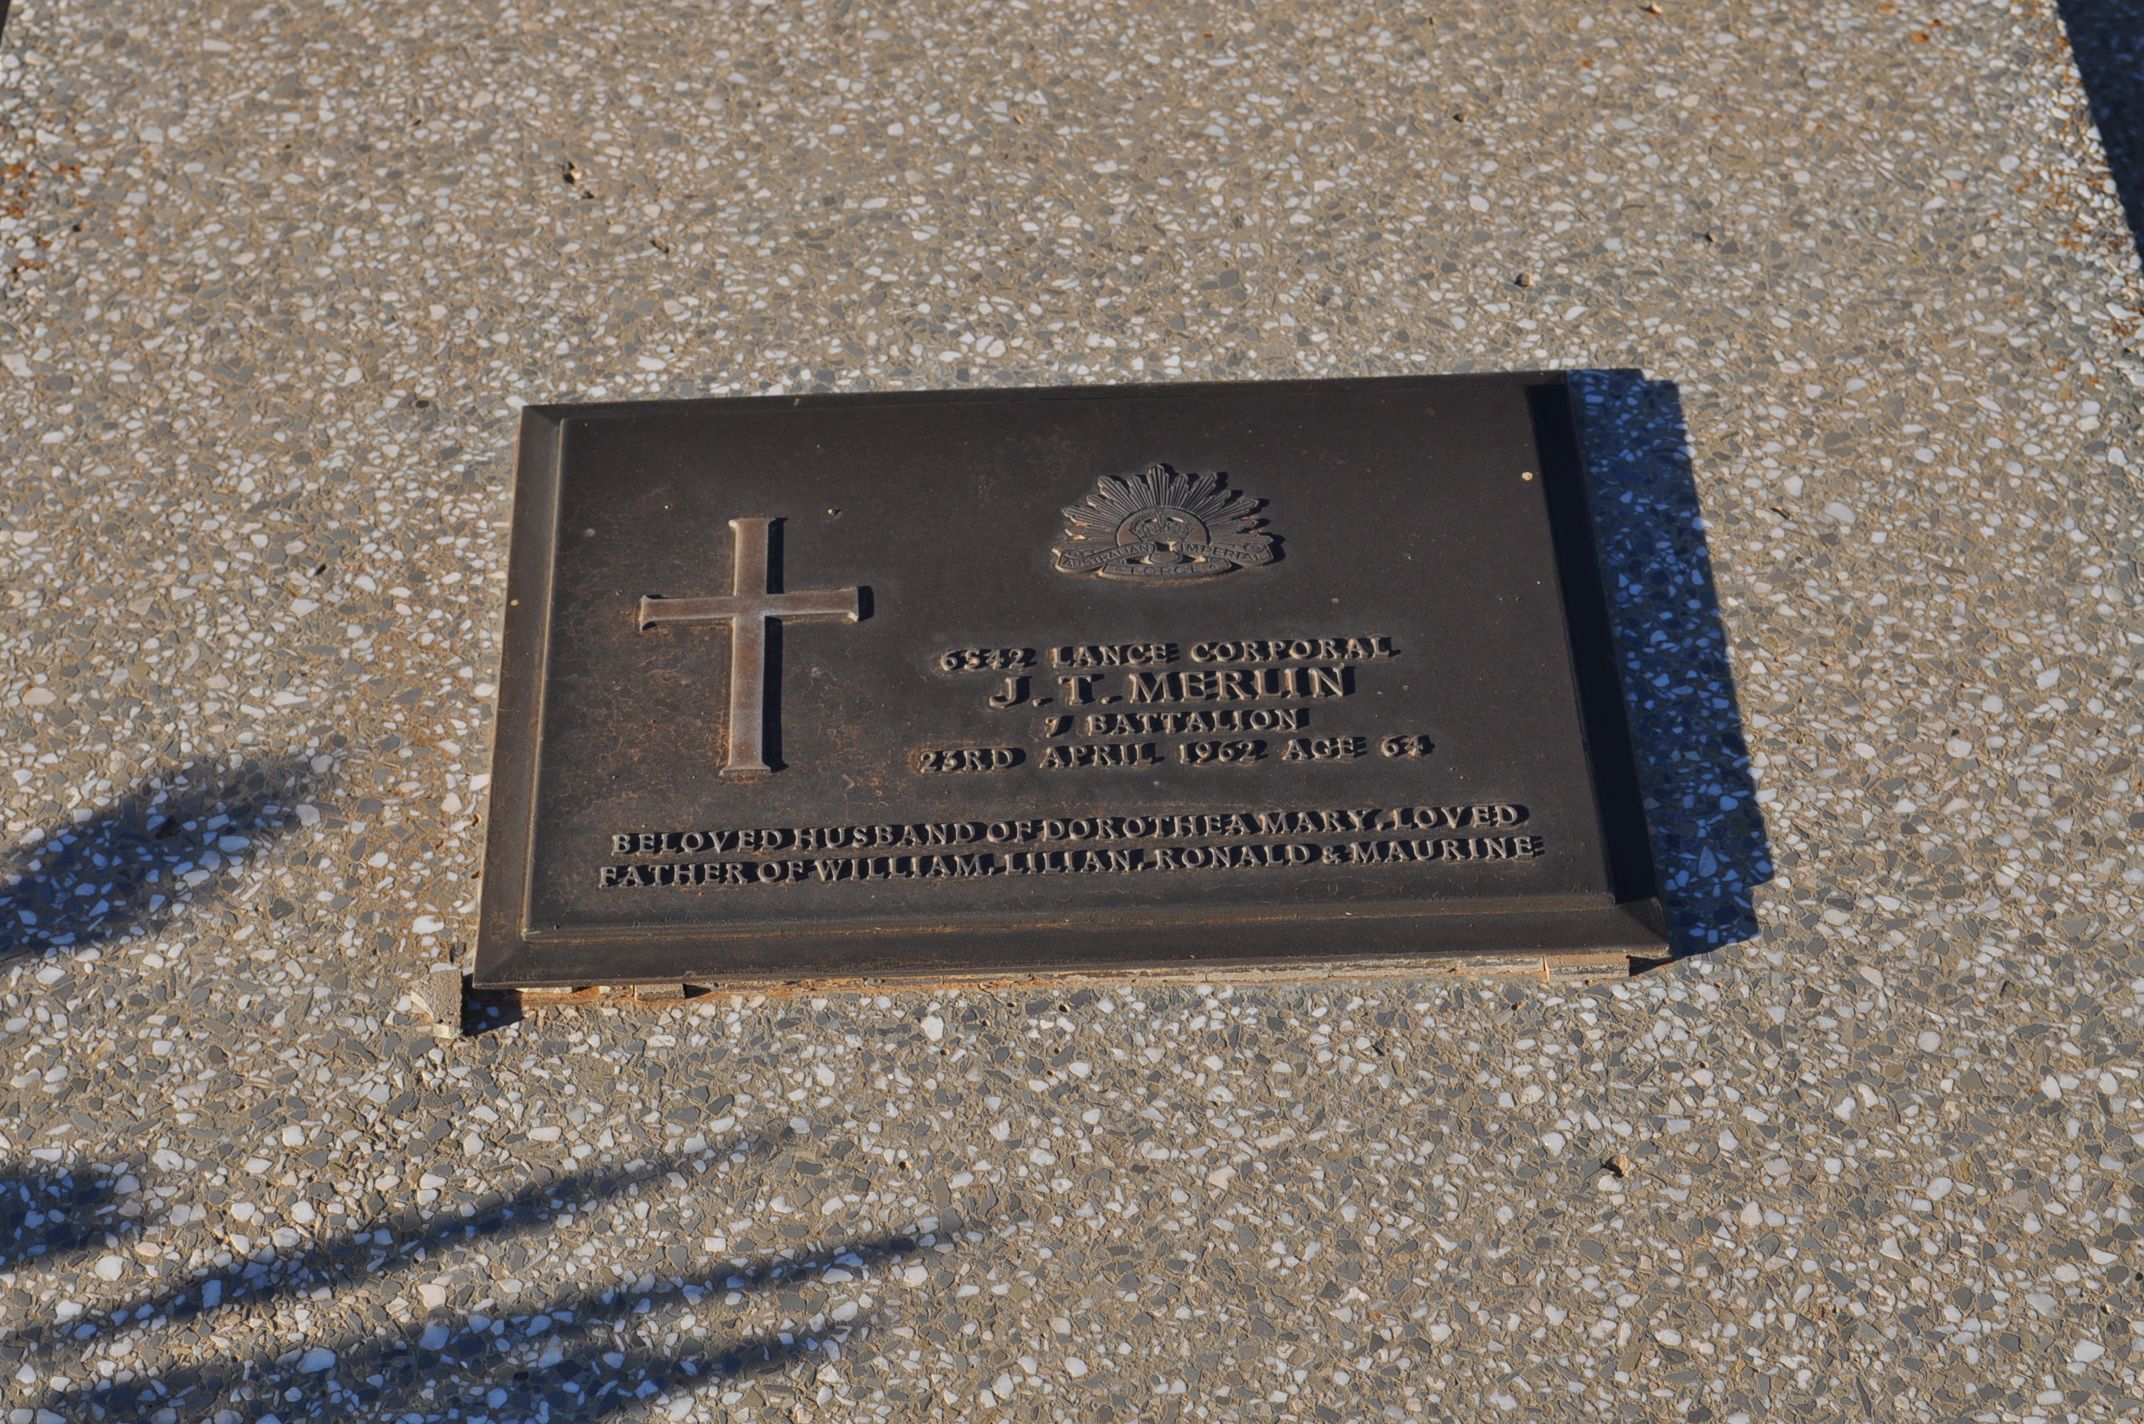 AUSTRALIAN IMPERIAL
FORCE
6542 LANCE CORPORAL
J. T. MERLIN
7 BATTALION
23RD APRIL 1962 AGE 64
BELOVED HUSBAND OF DOROTHEA MARY, LOVED
FATHER OF WILLIAM, LILIAN, RONALD & MAURINE